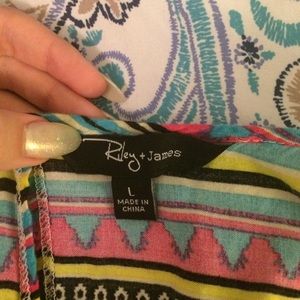 Riley + James
L
MADE IN
CHINA